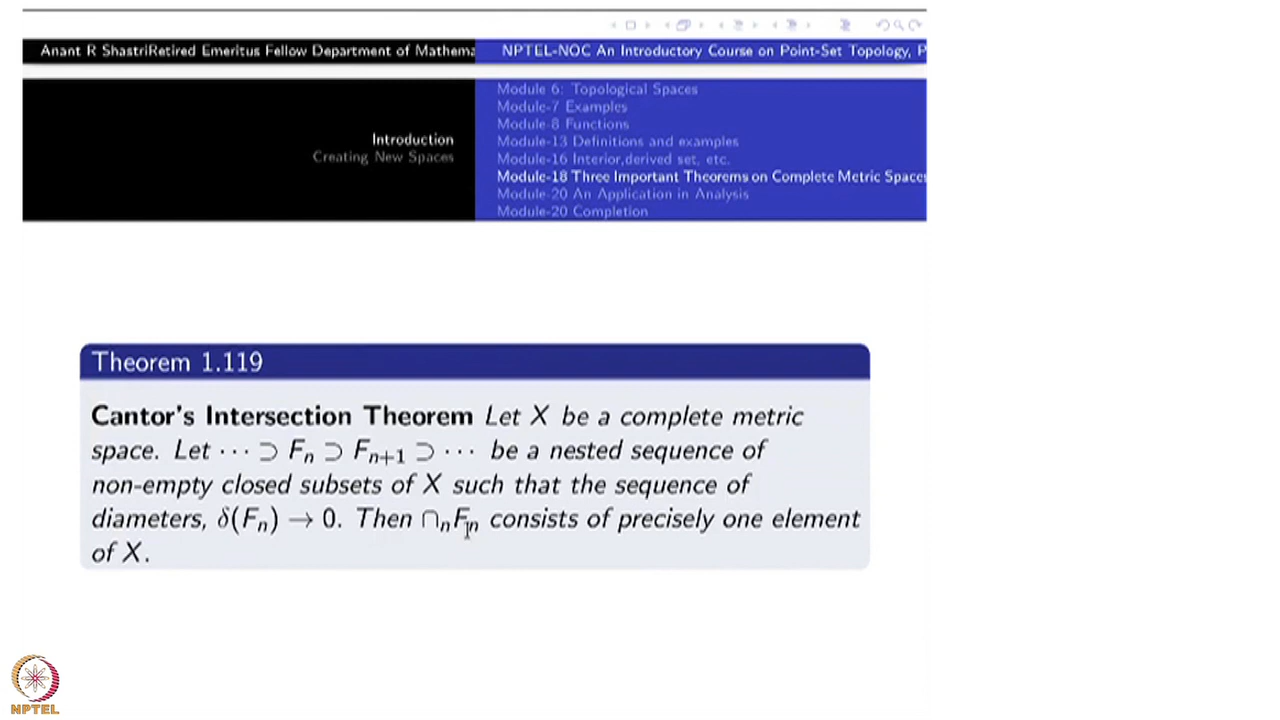 Anant R ShastriRetired Emeritus Fellow Department of Mathema
NPTEL-NOC An Introductory Course on Point-Set Topology, P
Introduction
Creating New Spaces
Module 6: Topological Spaces
Module-7 Examples
Module-8 Functions
Module-13 Definitions and examples
Module-16 Interior,derived set, etc.
Module-18 Three Important Theorems on Complete Metric Spaces
Module-20 An Application in Analysis
Module-20 Completion
Theorem 1.119
Cantor's Intersection Theorem Let X be a complete metric
space. Let ⋯ ⊃ Fₙ ⊃ Fₙ₊₁ ⊃ ⋯ be a nested sequence of
non-empty closed subsets of X such that the sequence of
diameters, δ(Fₙ) → 0. Then ∩ₙFₙ consists of precisely one element
of X.
NPTEL